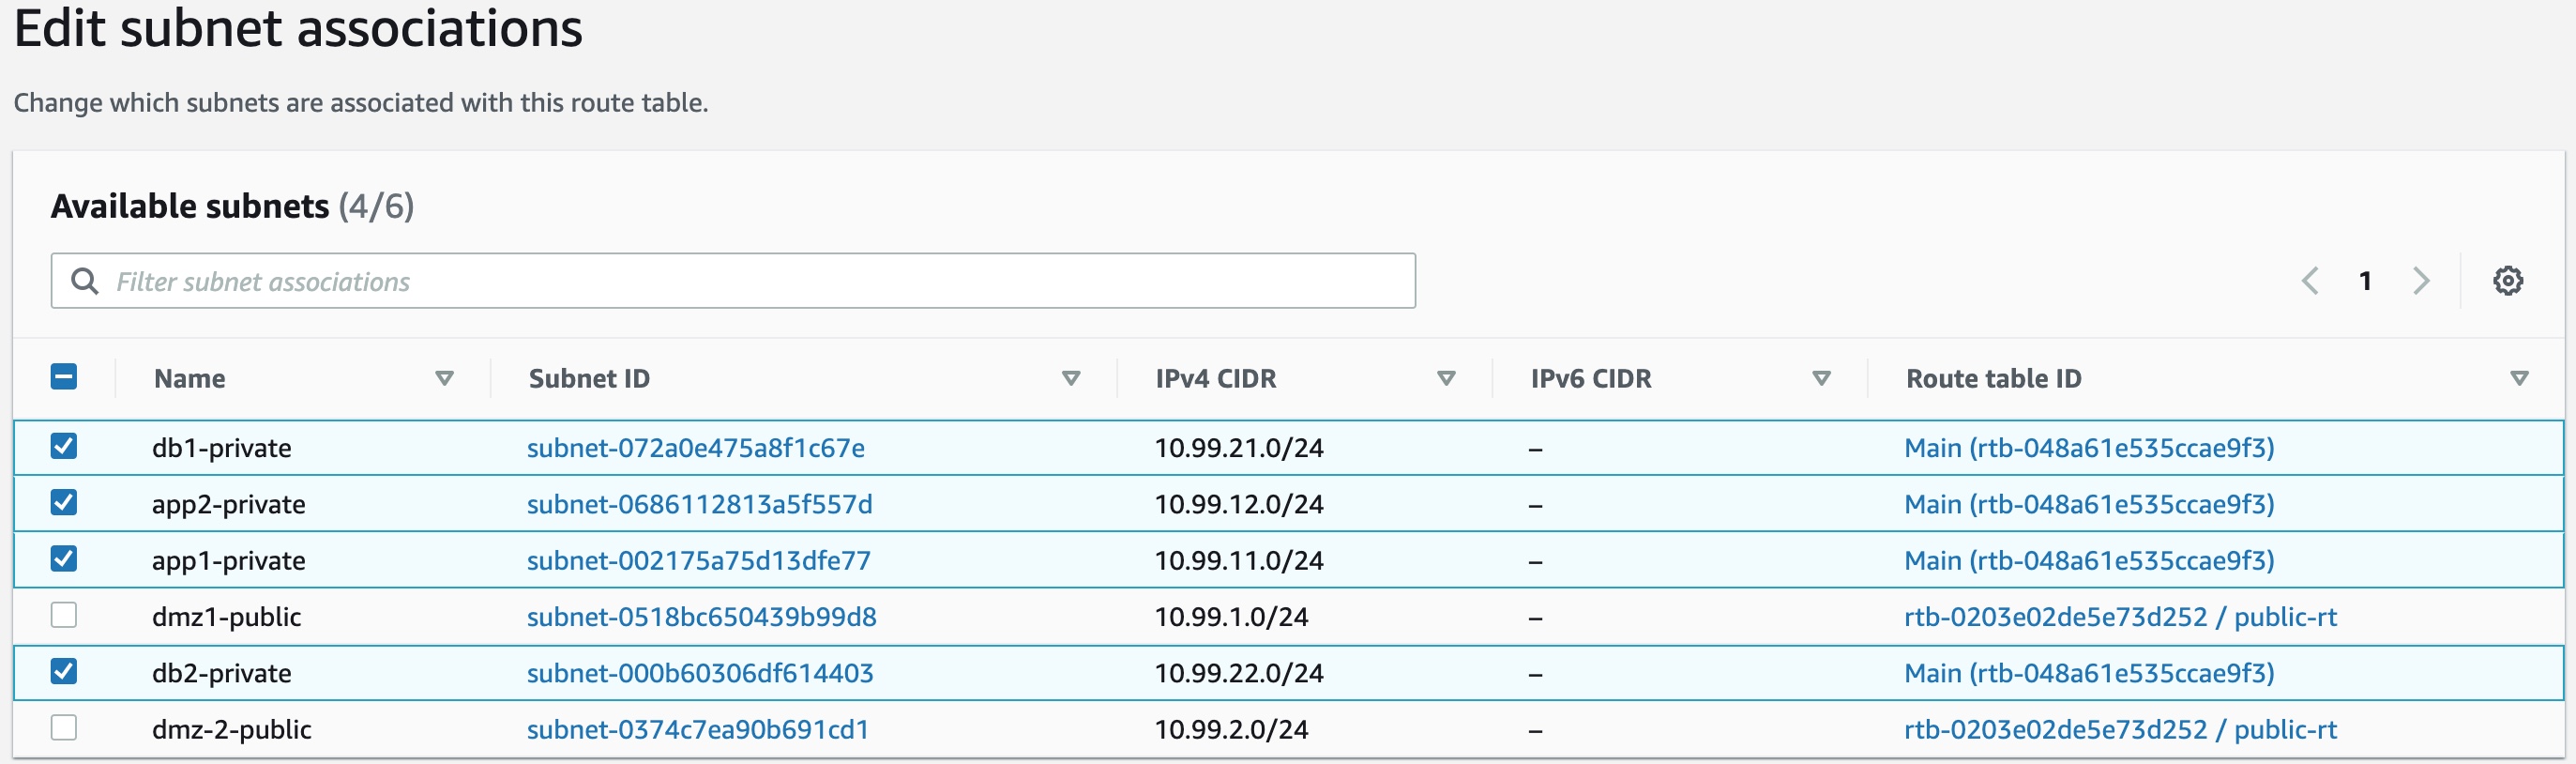 Edit subnet associations
Change which subnets are associated with this route table.
Available subnets (4/6)
Filter subnet associations
1
Name Subnet ID IPv4 CIDR IPv6 CIDR Route table ID
db1-private subnet-072a0e475a8f1c67e 10.99.21.0/24 – Main (rtb-048a61e535ccae9f3)
app2-private subnet-0686112813a5f557d 10.99.12.0/24 – Main (rtb-048a61e535ccae9f3)
app1-private subnet-002175a75d13dfe77 10.99.11.0/24 – Main (rtb-048a61e535ccae9f3)
dmz1-public subnet-0518bc650439b99d8 10.99.1.0/24 – rtb-0203e02de5e73d252 / public-rt
db2-private subnet-000b60306df614403 10.99.22.0/24 – Main (rtb-048a61e535ccae9f3)
dmz-2-public subnet-0374c7ea90b691cd1 10.99.2.0/24 – rtb-0203e02de5e73d252 / public-rt